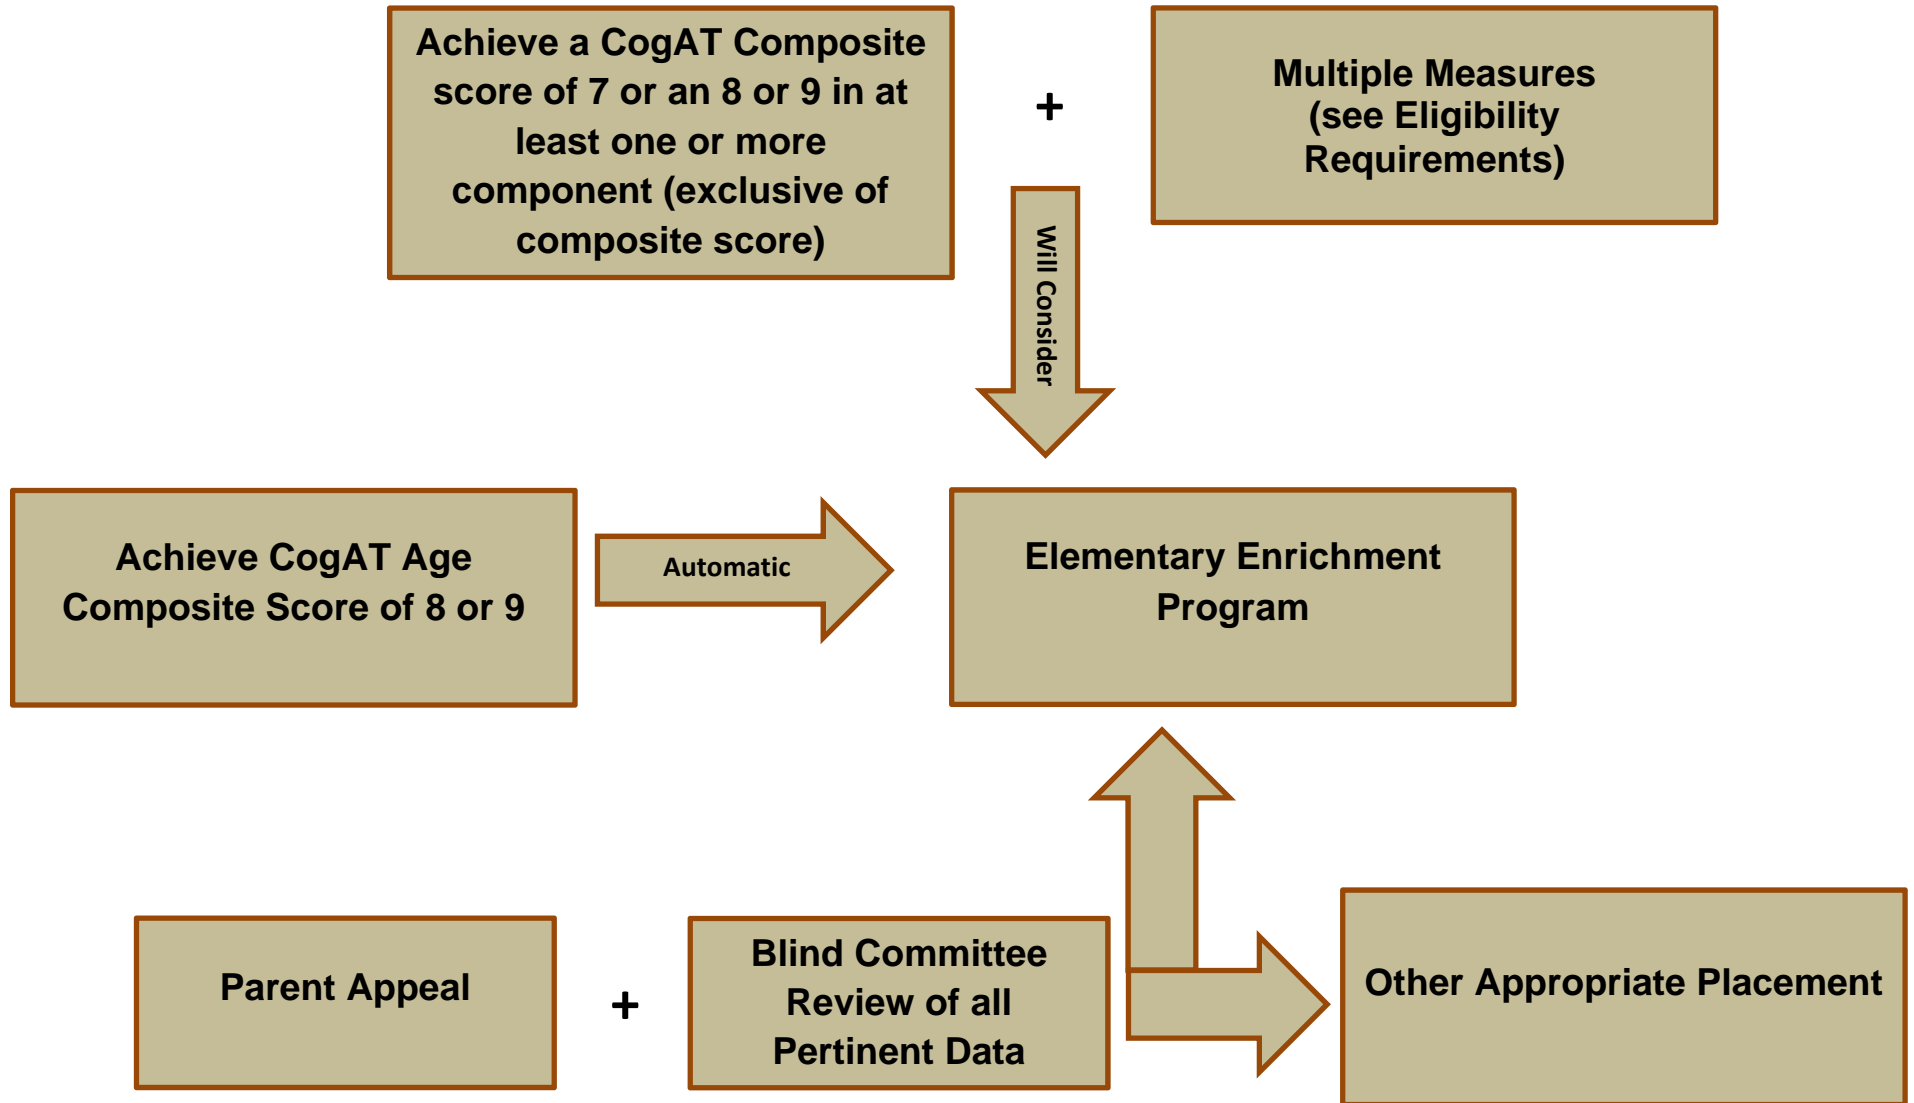 Achieve a CogAT Composite
score of 7 or an 8 or 9 in at
least one or more
component (exclusive of
composite score)
+
Multiple Measures
(see Eligibility
Requirements)
Will Consider
Achieve CogAT Age
Composite Score of 8 or 9
Automatic
Elementary Enrichment
Program
Parent Appeal
+
Blind Committee
Review of all
Pertinent Data
Other Appropriate Placement